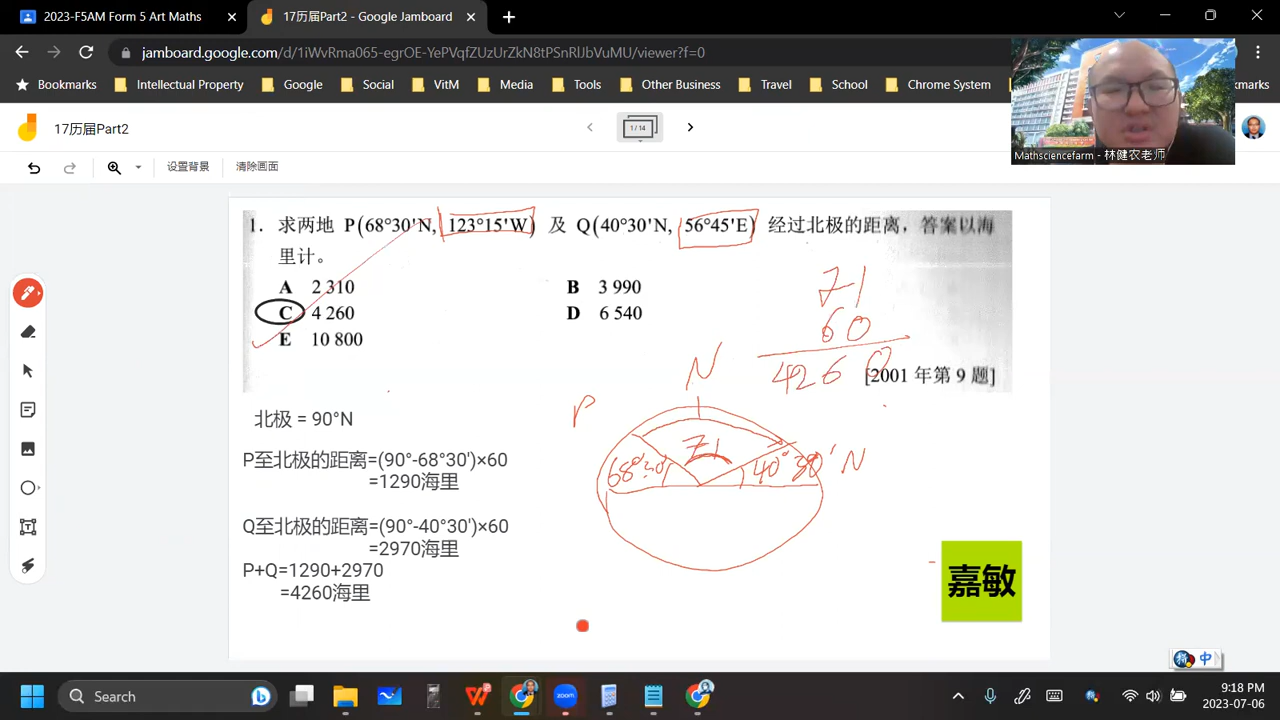 2023-F5AM Form 5 Art Maths
17历届Part2 - Google Jamboard
Bookmarks
Intellectual Property
Google
Social
VitM
Media
Tools
Other Business
Travel
School
Chrome System
17历届Part2
1 / 14
设置背景
清除画面
Mathsciencefarm - 林健农老师
1. 求两地 P(68°30'N, 123°15'W) 及 Q(40°30'N, 56°45'E) 经过北极的距离，答案以海
里计。
A 2 310
B 3 990
C 4 260
D 6 540
E 10 800
[2001 年第 9 题]
71
60
4260
N
P
68°30'
71
40°30' N
北极 = 90°N
P至北极的距离=(90°-68°30')×60
=1290海里
Q至北极的距离=(90°-40°30')×60
=2970海里
P+Q=1290+2970
=4260海里
嘉敏
中
Search
9:18 PM
2023-07-06